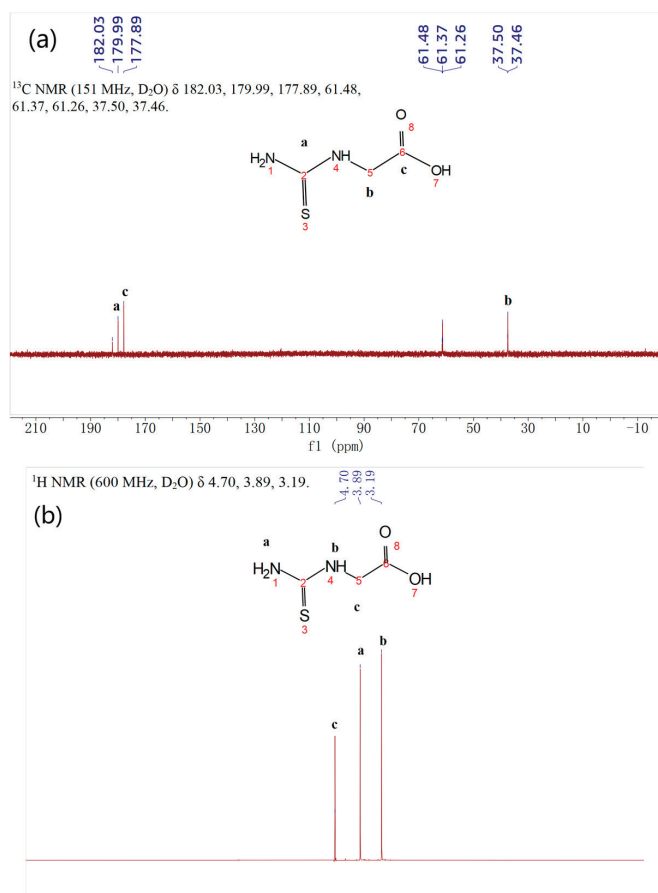 (a)
182.03
179.99
177.89
61.48
61.37
61.26
37.50
37.46
¹³C NMR (151 MHz, D₂O) δ 182.03, 179.99, 177.89, 61.48,
61.37, 61.26, 37.50, 37.46.
O
8
a
H₂N
1
2
NH
4
5
6
c
OH
7
b
S
3
a
c
b
210 190 170 150 130 110 90 70 50 30 10 -10
f1 (ppm)
¹H NMR (600 MHz, D₂O) δ 4.70, 3.89, 3.19.
4.70
3.89
3.19
(b)
O
8
a
b
H₂N
1
2
NH
4
5
6
OH
7
S
3
c
a
b
c